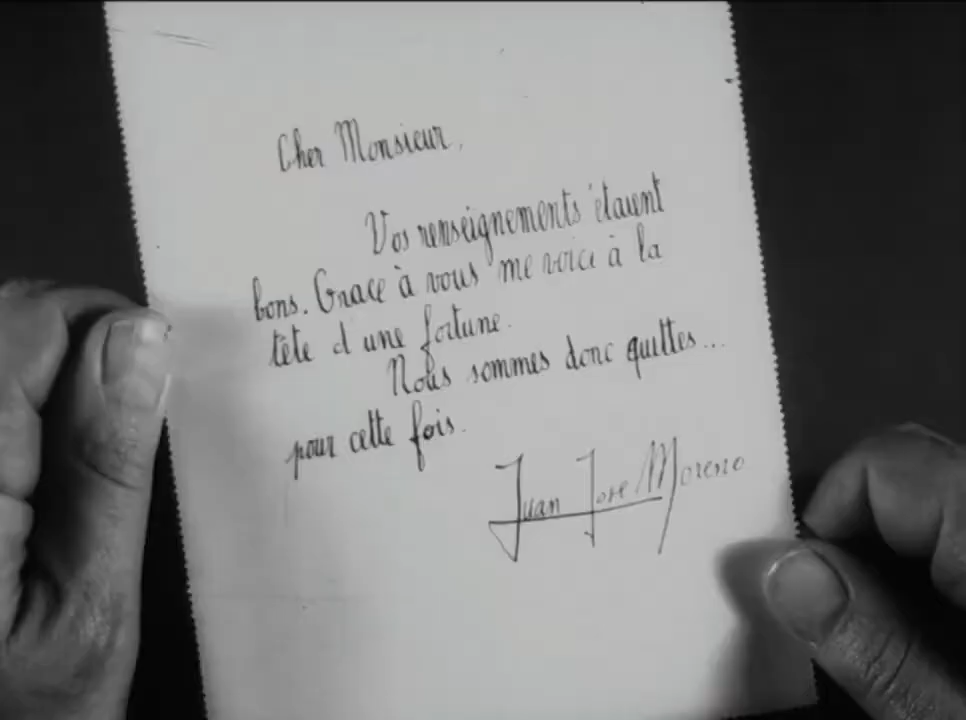 Cher Monsieur,
Vos renseignements étaient
bons. Grace à vous me voici à la
tête d'une fortune.
Nous sommes donc quittes...
pour cette fois.
Juan José Moreno